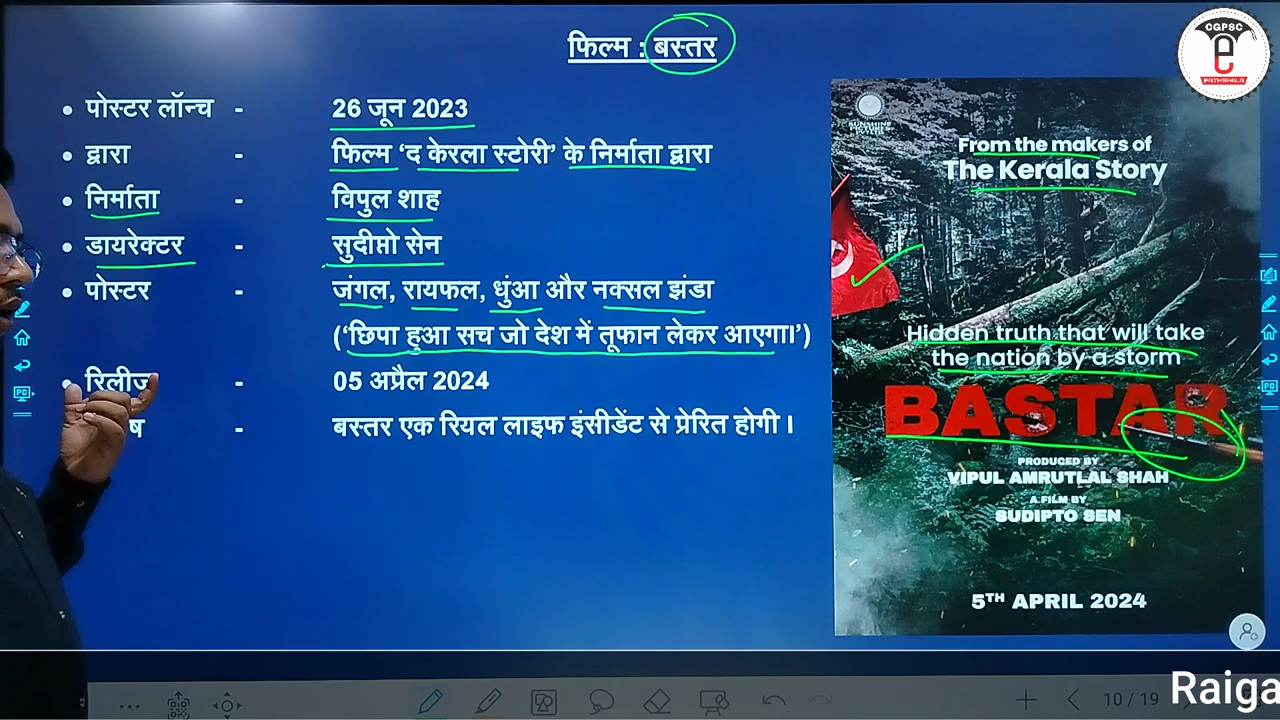 फिल्म : बस्तर
CGPSC
e
PATHSHALA
• पोस्टर लॉन्च - 26 जून 2023
• द्वारा - फिल्म ‘द केरला स्टोरी’ के निर्माता द्वारा
• निर्माता - विपुल शाह
• डायरेक्टर - सुदीप्तो सेन
• पोस्टर - जंगल, रायफल, धुंआ और नक्सल झंडा
(‘छिपा हुआ सच जो देश में तूफान लेकर आएगा।’)
• रिलीज - 05 अप्रैल 2024
- बस्तर एक रियल लाइफ इंसीडेंट से प्रेरित होगी ।
SUNSHINE
PICTURES
From the makers of
The Kerala Story
Hidden truth that will take
the nation by a storm
BASTAR
PRODUCED BY
VIPUL AMRUTLAL SHAH
A FILM BY
SUDIPTO SEN
5TH APRIL 2024
10 / 19
Raiga